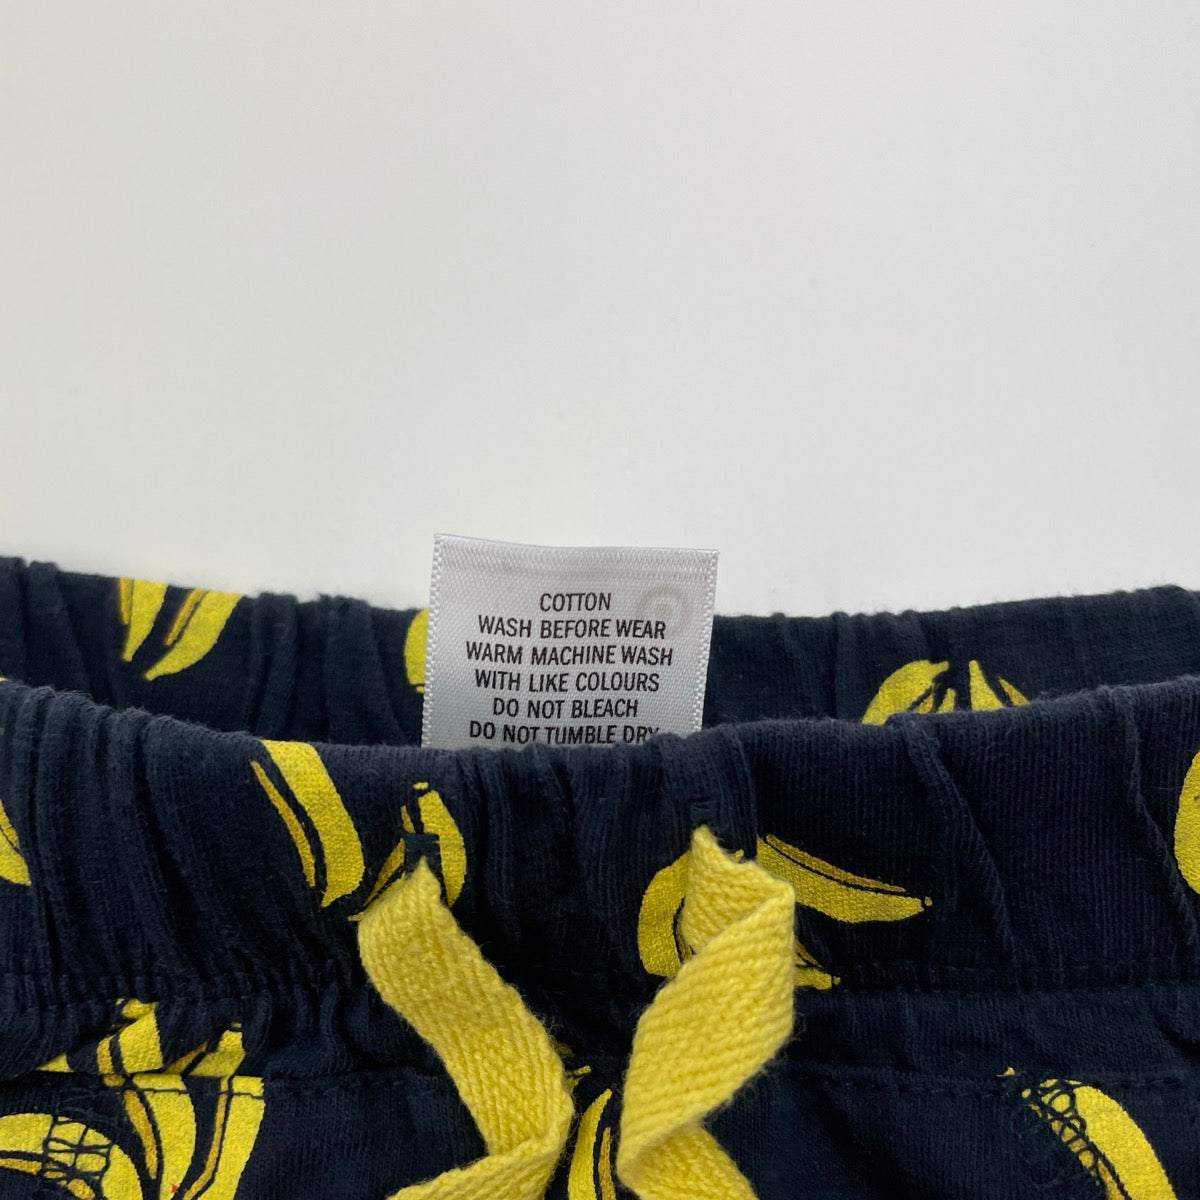 COTTON
WASH BEFORE WEAR
WARM MACHINE WASH
WITH LIKE COLOURS
DO NOT BLEACH
DO NOT TUMBLE DRY